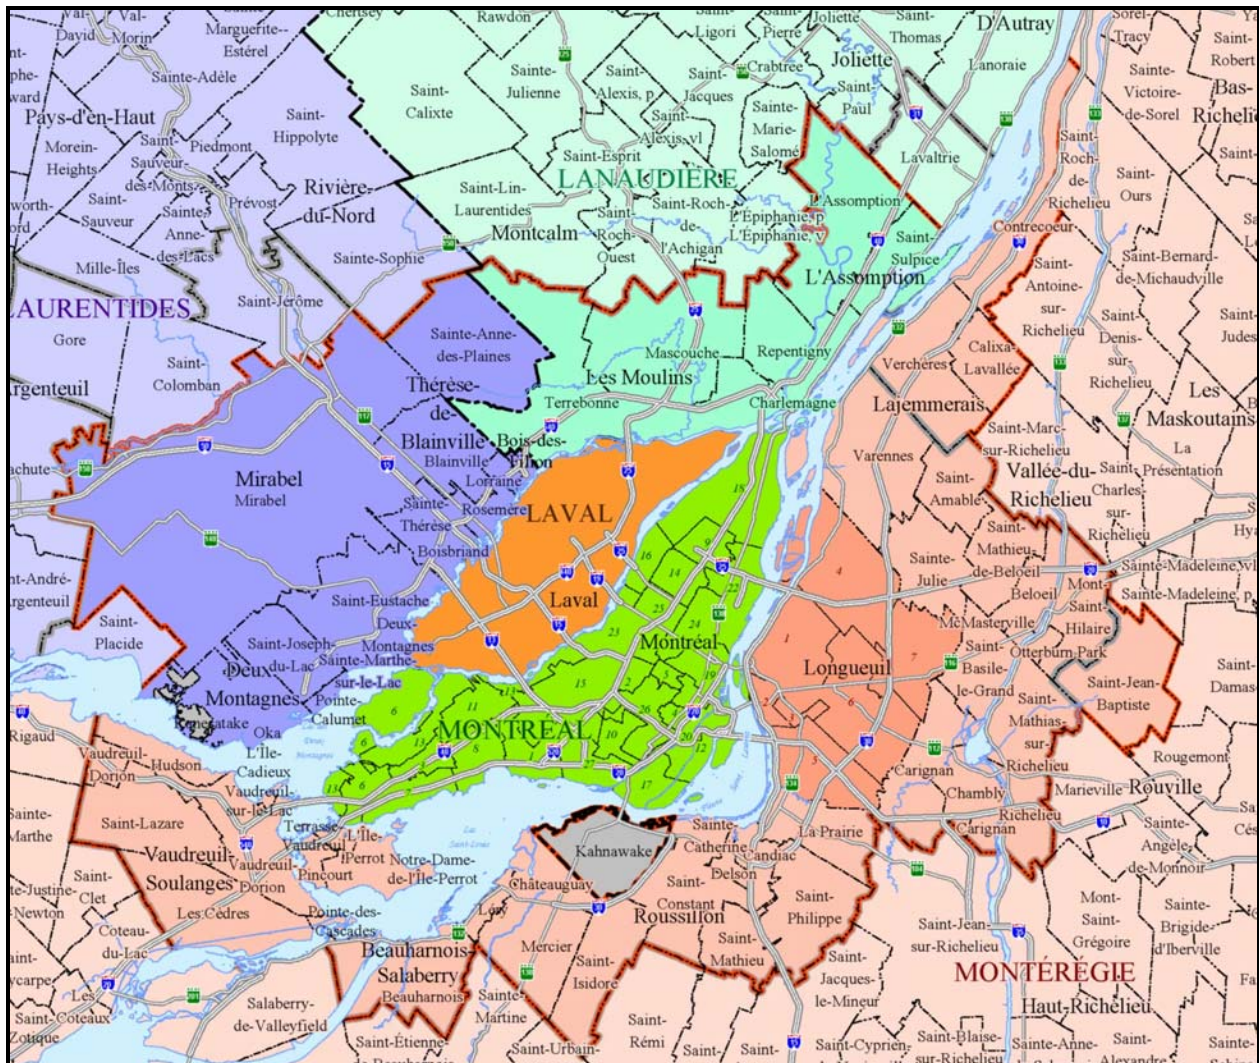 Val-
David
Val-
Morin
Sainte-
Marguerite-
Estérel
Chertsey
Rawdon
Saint-
Ligori
Saint-
Pierre
Joliette
Saint-
Thomas
D'Autray
Sorel-
Tracy
Saint-
Robert
Sainte-Adèle
Saint-
Calixte
Sainte-
Julienne
Saint-
Alexis, p
Saint-
Jacques
Crabtree
Joliette
Lanoraie
Sainte-
Victoire-
de-Sorel
Bas-
Richelieu
Pays-d'en-Haut
Saint-
Hippolyte
Saint-
Paul
Morein-
Heights
Saint-
Sauveur-
des-Monts
Piedmont
Saint-
Alexis, vl
Sainte-
Marie-
Salomé
Saint-
Roch-
de-
Richelieu
Saint-Esprit
Lavaltrie
Rivière-
du-Nord
LANAUDIÈRE
Saint-
Sauveur
Prévost
Saint-Lin-
Laurentides
Saint-Roch-
de-
l'Achigan
L'Assomption
Saint-
Ours
Sainte-
Anne-
des-Lacs
Montcalm
Saint-
Roch-
Ouest
L'Épiphanie, p
L'Épiphanie, v
Contrecoeur
Sainte-Sophie
Saint-
Sulpice
Mille-Îles
L'Assomption
Saint-
Antoine-
sur-
Richelieu
Saint-Bernard-
de-Michaudville
Saint-Jérôme
LAURENTIDES
Gore
Sainte-Anne-
des-Plaines
Mascouche
Repentigny
Verchères
Calixa-
Lavallée
Saint-
Denis-
sur-
Richelieu
Saint-
Judes
Saint-
Colomban
Argenteuil
Thérèse-
de-
Blainville
Les Moulins
Les
Maskoutains
Terrebonne
Charlemagne
Lajemmerais
Saint-Marc-
sur-Richelieu
Bois-des-
Filion
Blainville
Lorraine
Varennes
Vallée-du-
Richelieu
La
Présentation
Mirabel
Mirabel
Sainte-
Thérèse
Rosemère
LAVAL
Saint-
Amable
Saint-
Charles-
sur-
Richelieu
Boisbriand
Saint-
Mathieu-
de-Beloeil
Sainte-
Julie
Beloeil
Mont-
Saint-
Hilaire
Sainte-Madeleine, vl
Sainte-Madeleine, p
Saint-
Placide
Saint-Eustache
Deux-
Montagnes
Laval
McMasterville
Saint-Joseph-
du-Lac
Sainte-Marthe-
sur-le-Lac
Montréal
Longueuil
Otterburn Park
Saint-
Basile-
le-Grand
Deux
Montagnes
Pointe-
Calumet
Saint-Jean-
Baptiste
Saint-
Damas
Kanesatake
Oka
MONTRÉAL
Saint-
Mathias-
sur-
Richelieu
Rigaud
Vaudreuil-
Dorion
Hudson
L'Île-
Cadieux
Vaudreuil-
sur-le-Lac
Carignan
Rougemont
Chambly
Marieville
Rouville
Richelieu
Saint-Lazare
Terrasse-
Vaudreuil
L'Île-
Perrot
Carignan
Sainte-
Marthe
Vaudreuil-
Soulanges
Vaudreuil-
Dorion
Pincourt
Notre-Dame-
de-l'Île-Perrot
Kahnawake
Sainte-
Catherine
Candiac
Delson
La Prairie
Sainte-
Angèle-
de-Monnoir
Saint-
Clet
Les Cèdres
Châteauguay
Saint-
Constant
Saint-
Philippe
Mont-
Saint-
Grégoire
Sainte-
Brigide-
d'Iberville
Coteau-
du-Lac
Pointe-des-
Cascades
Léry
Roussillon
Saint-Jean-
sur-Richelieu
Beauharnois-
Salaberry
Beauharnois
Mercier
Saint-
Isidore
Saint-
Mathieu
MONTÉRÉGIE
Les
Saint-Coteaux
Zotique
Salaberry-
de-Valleyfield
Sainte-
Martine
Saint-
Jacques-
le-Mineur
Haut-Richelieu
Saint-
Rémi
Saint-Étienne-
de-Beauharnois
Saint-Urbain-
Saint-Cyprien-
Saint-Blaise-
sur-Richelieu
Sainte-Anne-
Saint-
Alexandre